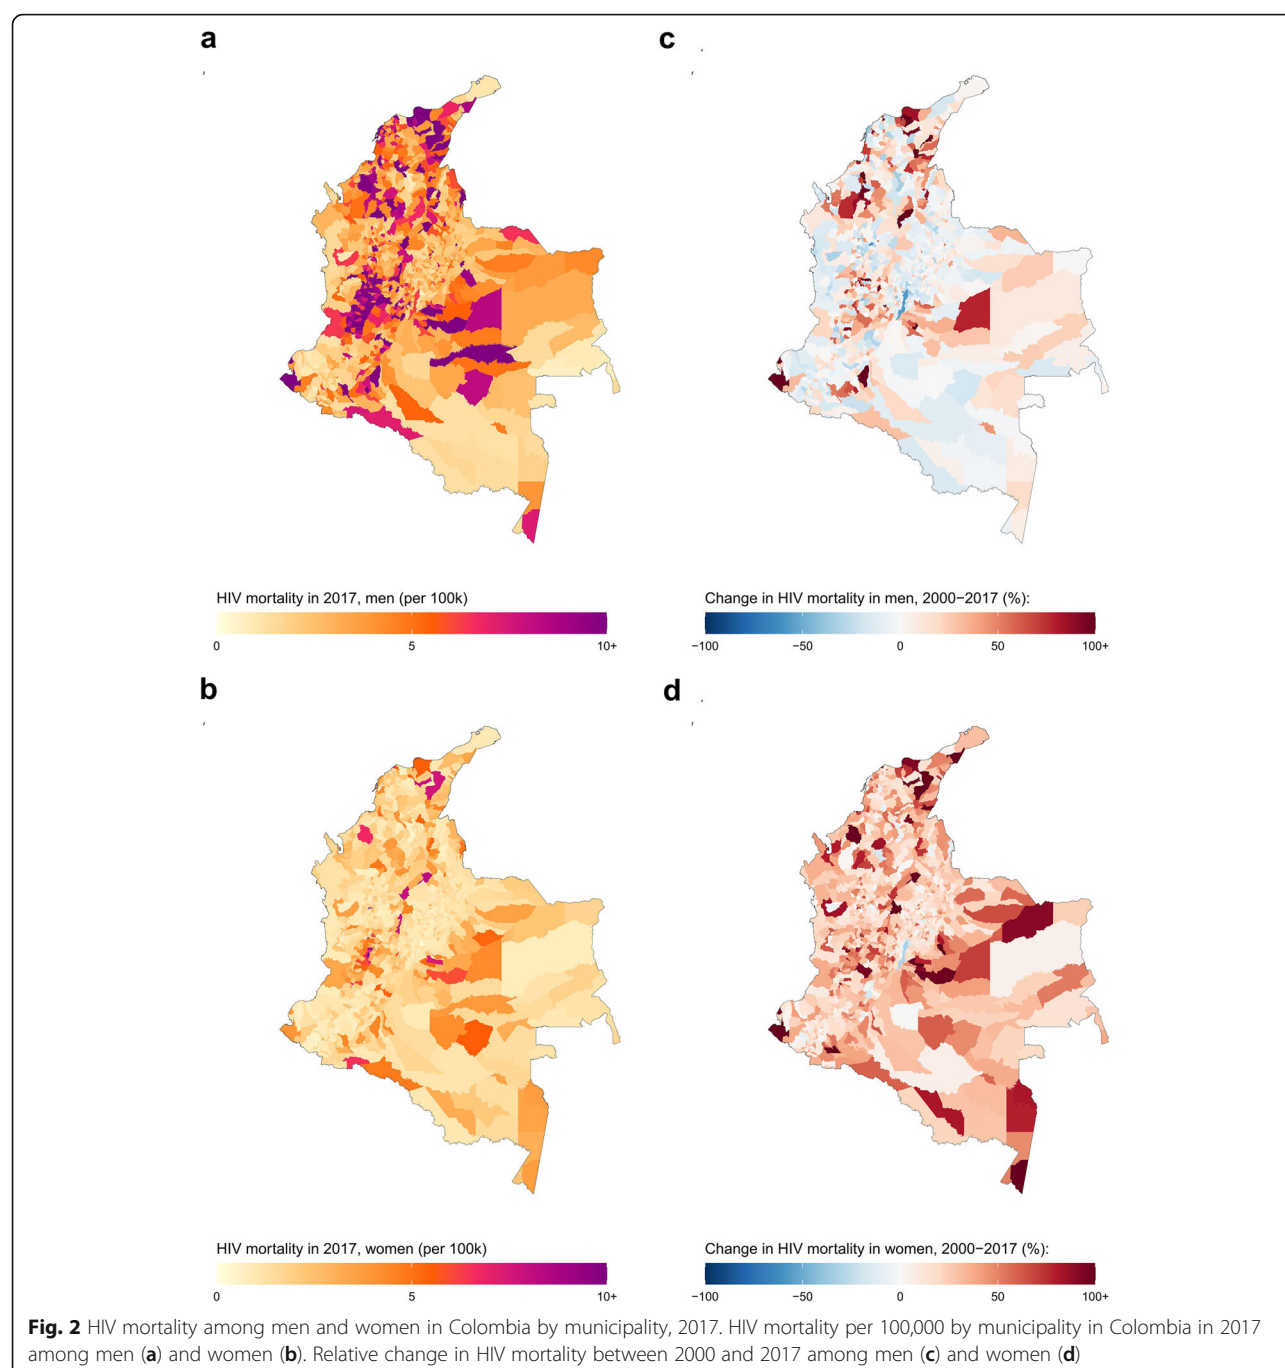 a
c
HIV mortality in 2017, men (per 100k)
0 5 10+
Change in HIV mortality in men, 2000−2017 (%):
−100 −50 0 50 100+
b
d
HIV mortality in 2017, women (per 100k)
0 5 10+
Change in HIV mortality in women, 2000−2017 (%):
−100 −50 0 50 100+
Fig. 2 HIV mortality among men and women in Colombia by municipality, 2017. HIV mortality per 100,000 by municipality in Colombia in 2017
among men (a) and women (b). Relative change in HIV mortality between 2000 and 2017 among men (c) and women (d)